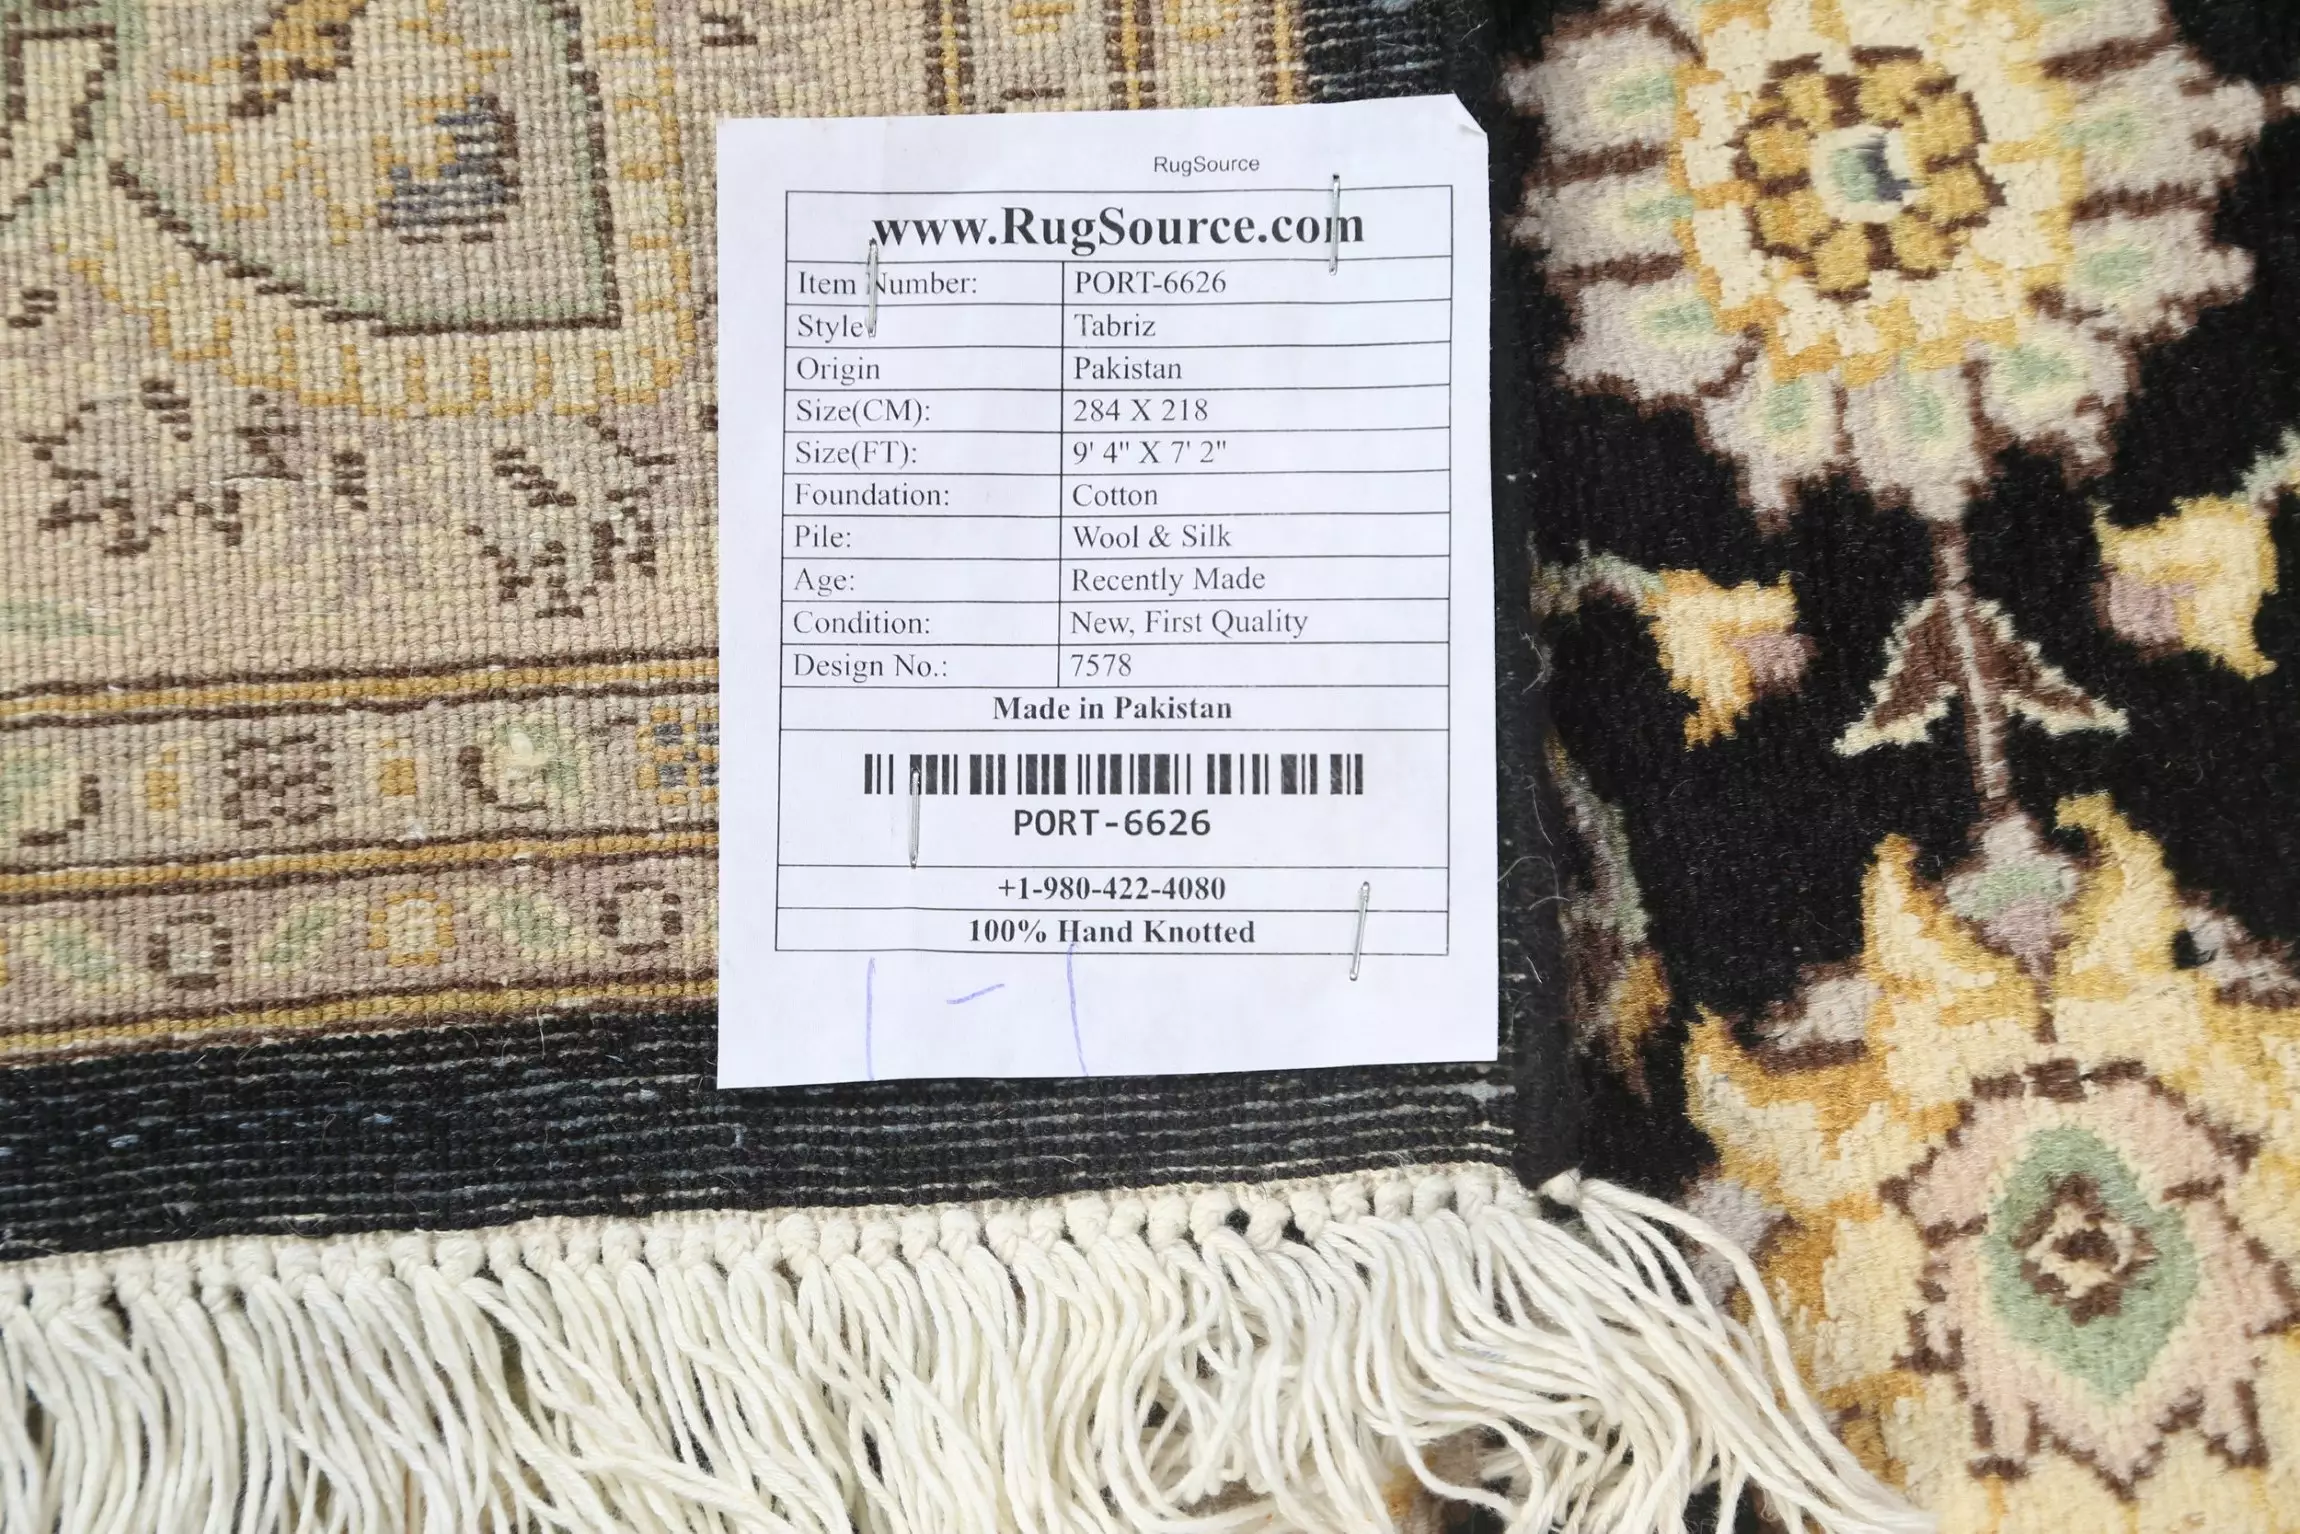 RugSource
www.RugSource.com
Item Number: PORT-6626
Style: Tabriz
Origin Pakistan
Size(CM): 284 X 218
Size(FT): 9' 4" X 7' 2"
Foundation: Cotton
Pile: Wool & Silk
Age: Recently Made
Condition: New, First Quality
Design No.: 7578
Made in Pakistan
PORT-6626
+1-980-422-4080
100% Hand Knotted
1 - 1